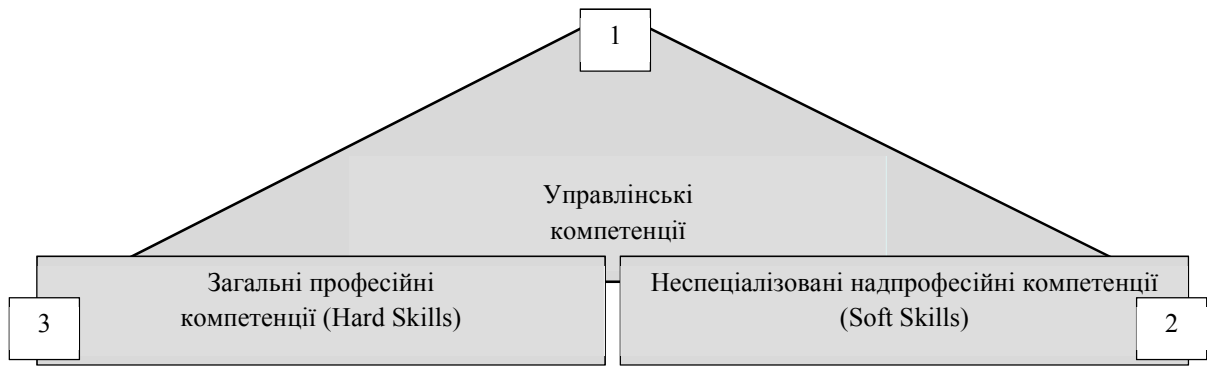 1
Управлінські
компетенції
Загальні професійні
компетенції (Hard Skills)
3
Неспеціалізовані надпрофесійні компетенції
(Soft Skills)
2